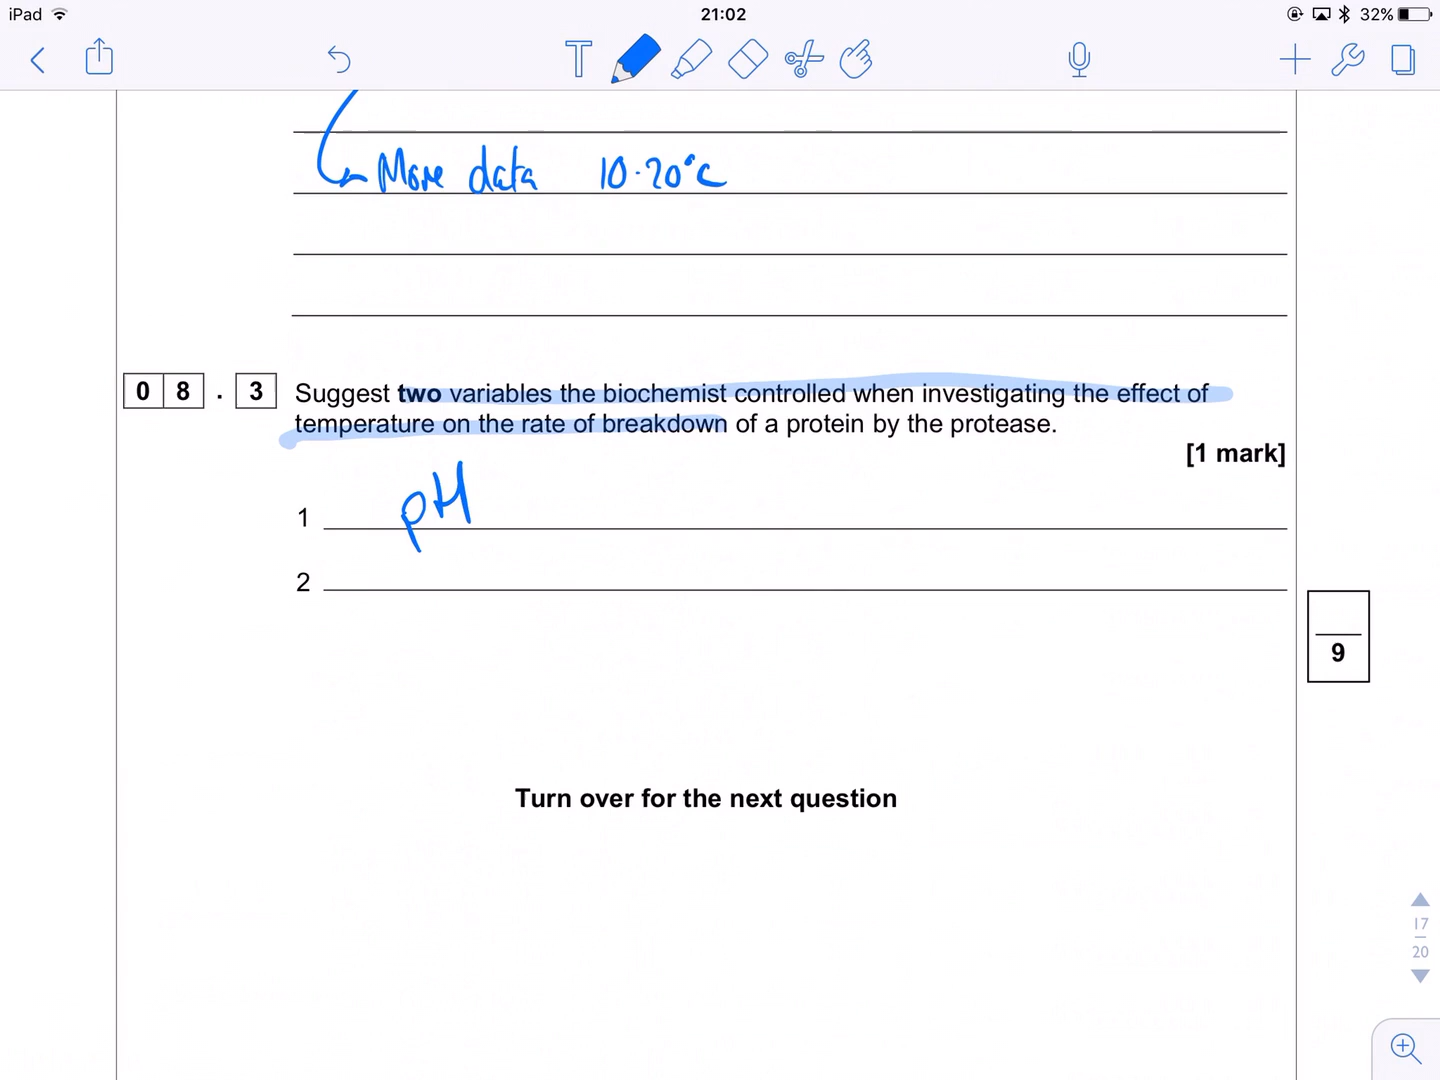 iPad 21:02 32%
T
More data 10-20°C
0 8 . 3 Suggest two variables the biochemist controlled when investigating the effect of
temperature on the rate of breakdown of a protein by the protease.
[1 mark]
1 pH
2
9
Turn over for the next question
17
20